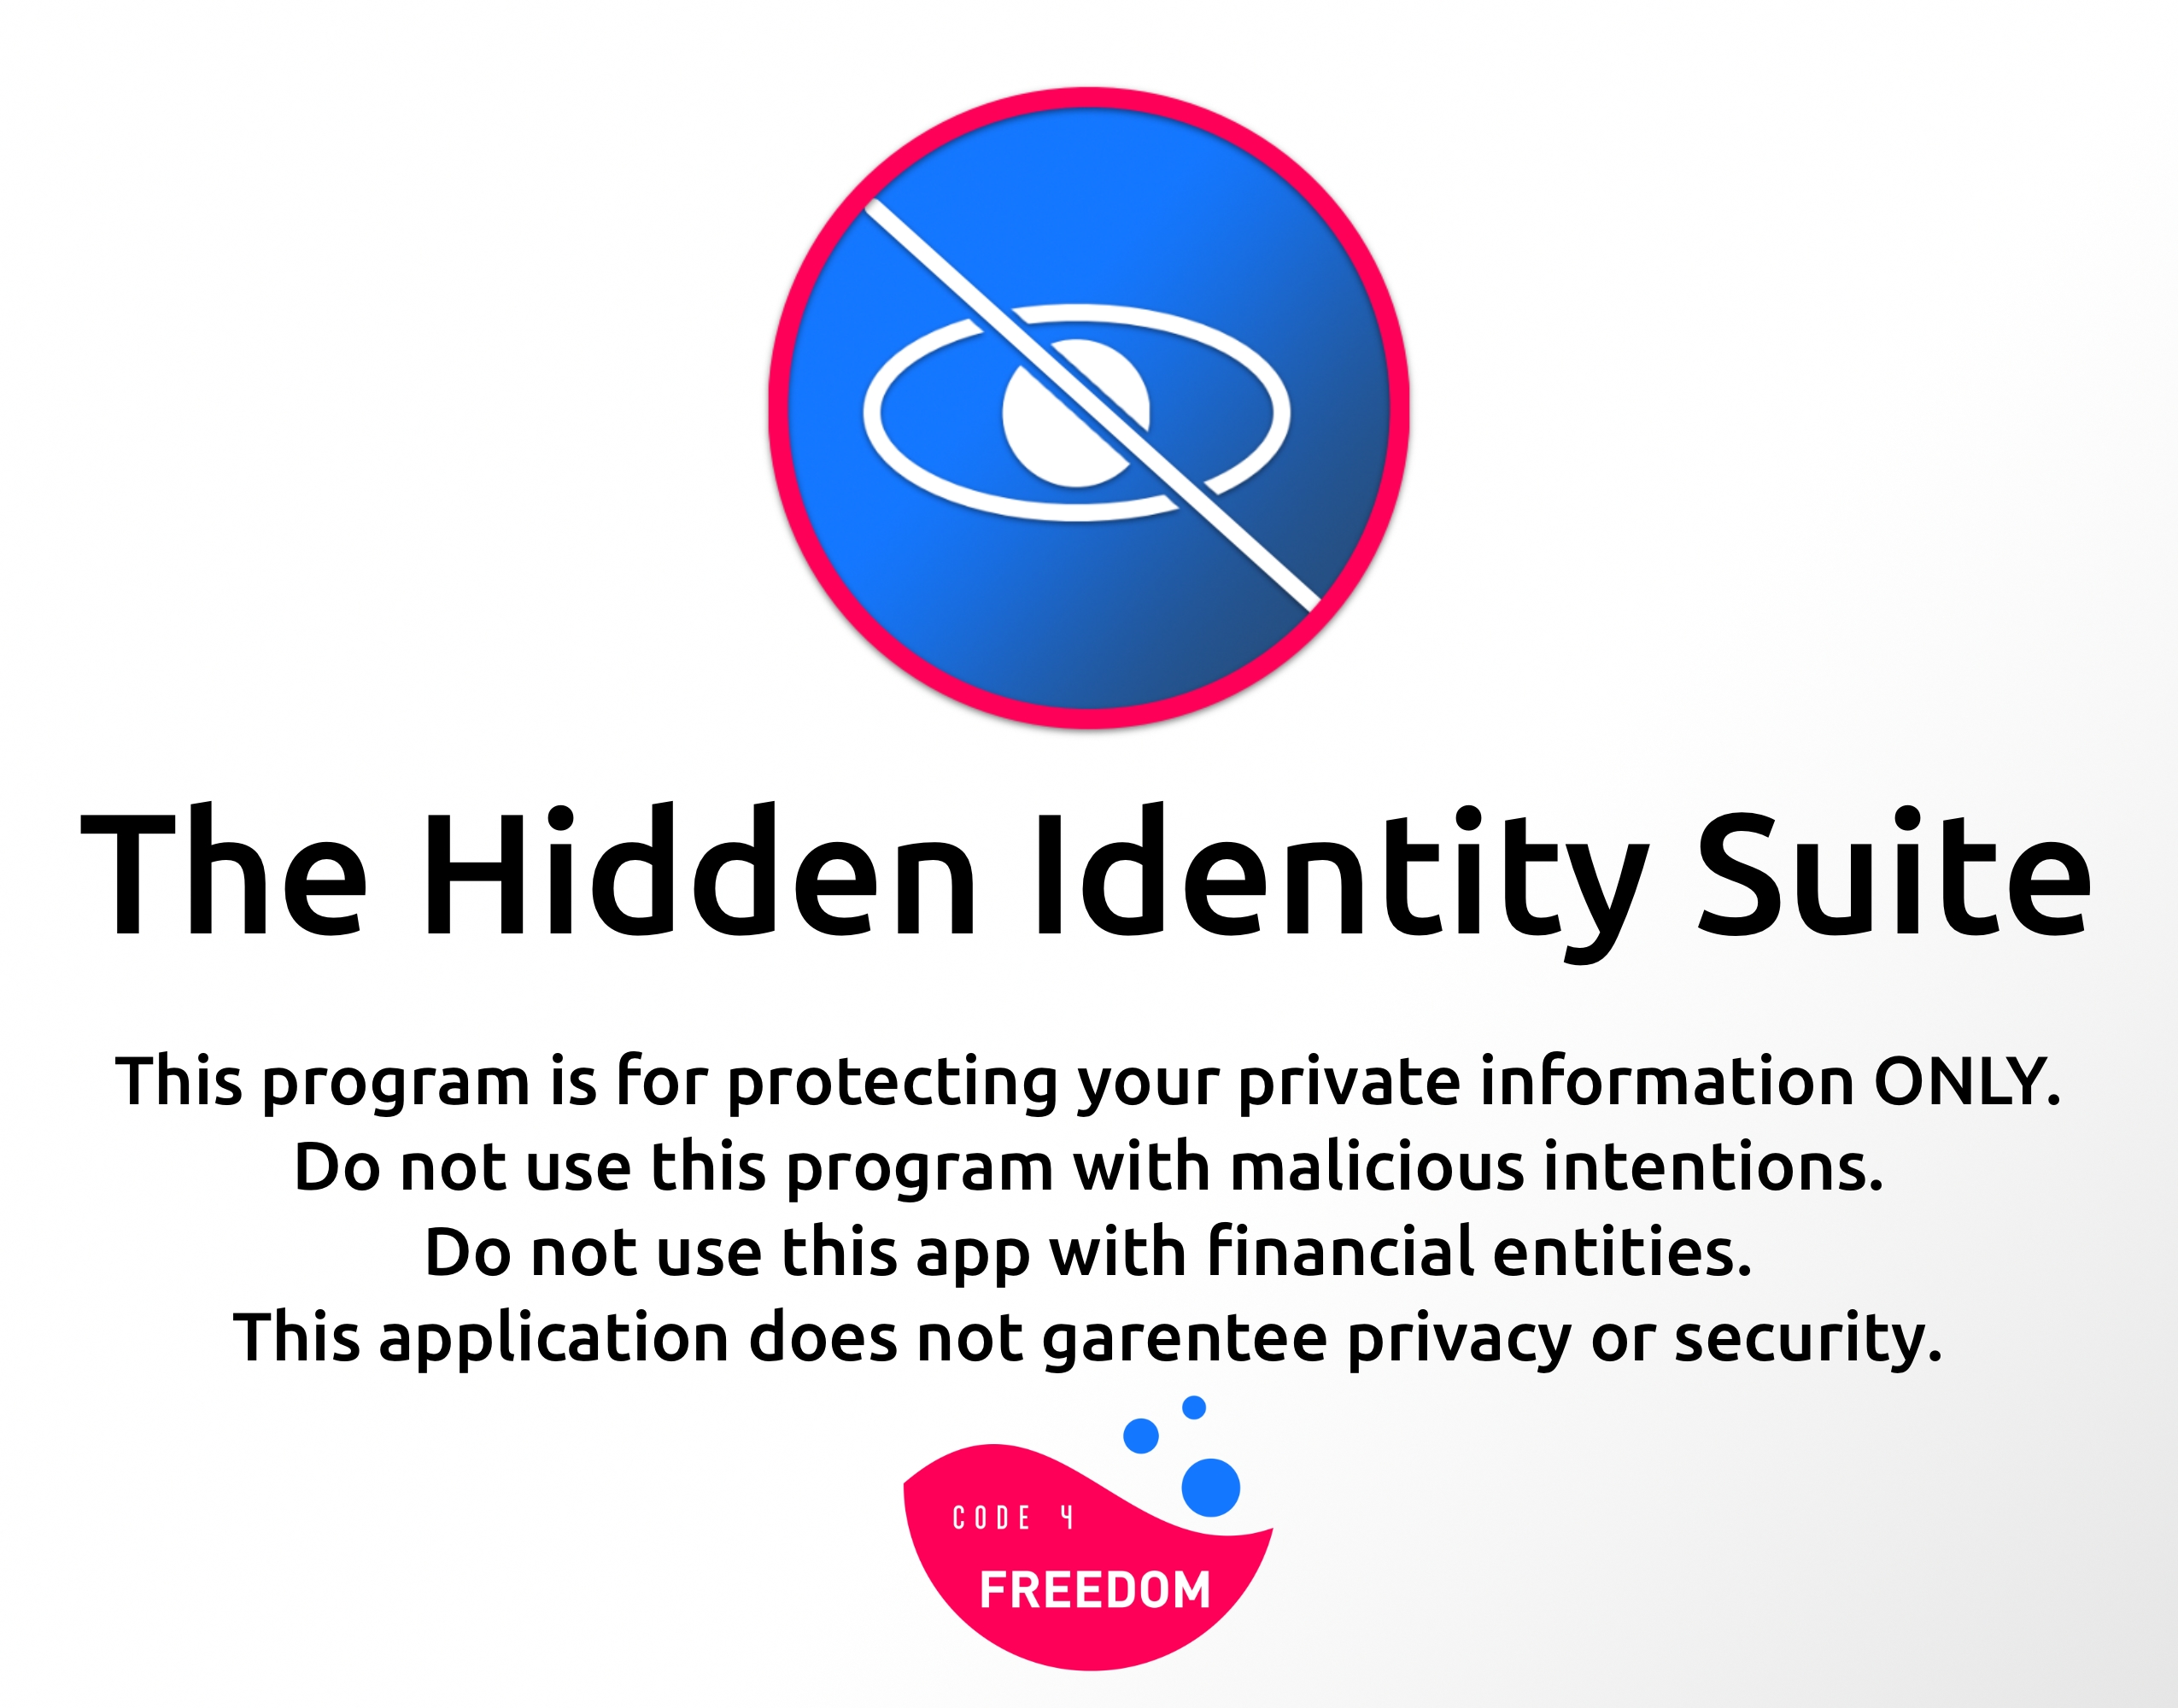 The Hidden Identity Suite
This program is for protecting your private information ONLY.
Do not use this program with malicious intentions.
Do not use this app with financial entities.
This application does not garentee privacy or security.
CODE 4
FREEDOM